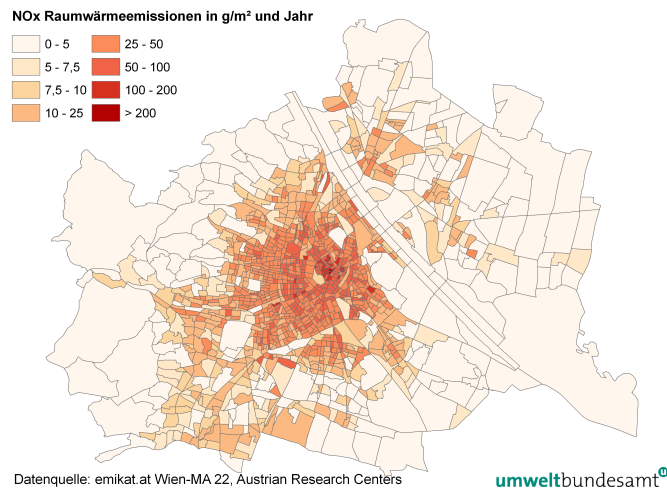 NOx Raumwärmeemissionen in g/m² und Jahr
0 - 5
5 - 7,5
7,5 - 10
10 - 25
25 - 50
50 - 100
100 - 200
> 200
Datenquelle: emikat.at Wien-MA 22, Austrian Research Centers
umweltbundesamt
u